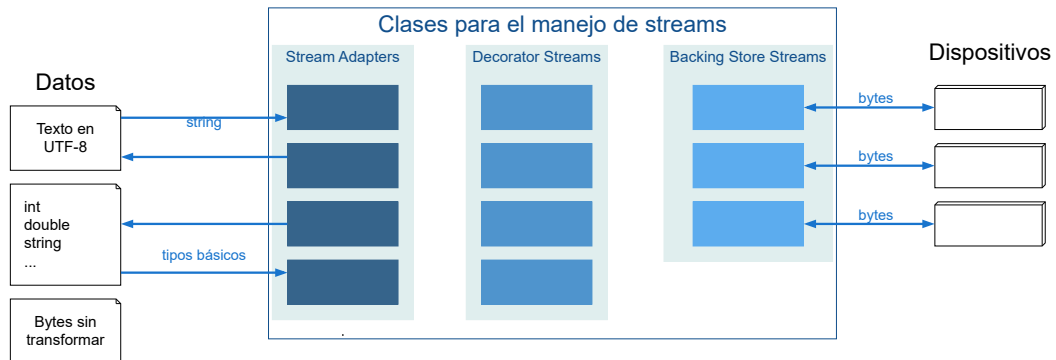 Clases para el manejo de streams
Stream Adapters
Decorator Streams
Backing Store Streams
Dispositivos
Datos
Texto en
UTF-8
string
bytes
bytes
int
double
string
...
bytes
tipos básicos
Bytes sin
transformar
.